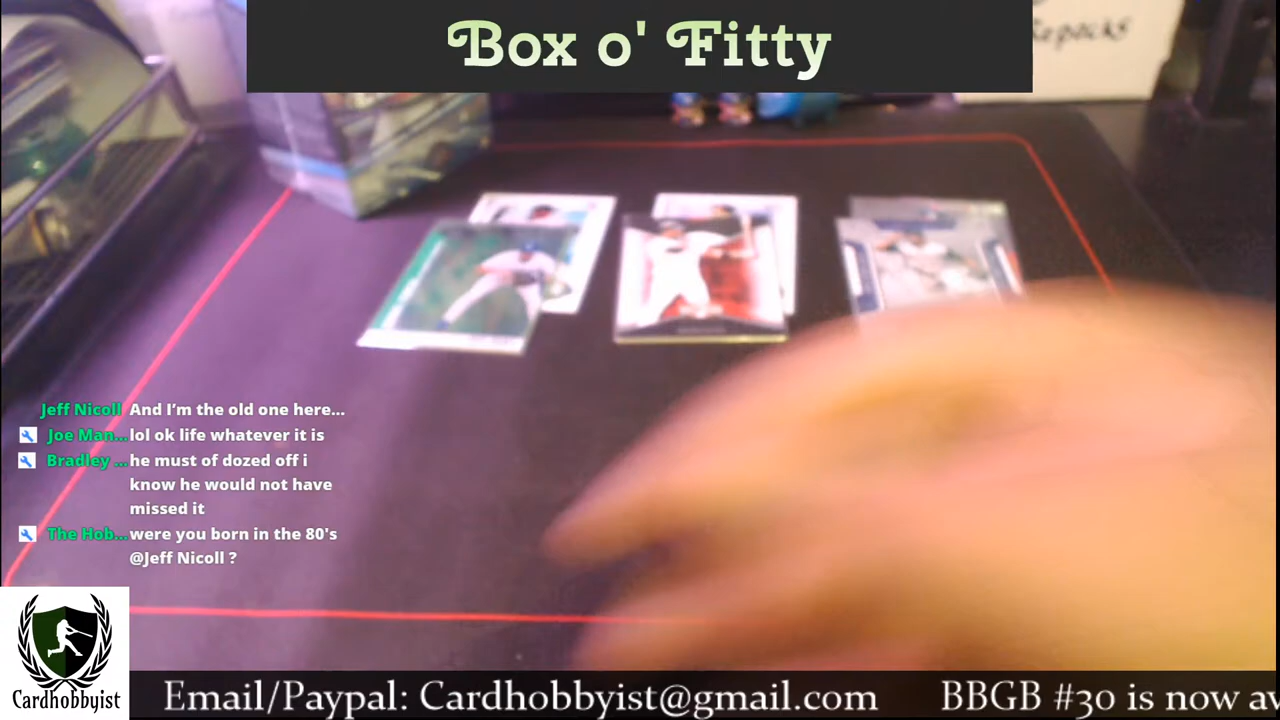 Box o' Fitty
Repacks
Jeff Nicoll And I'm the old one here...
Joe Man... lol ok life whatever it is
Bradley ... he must of dozed off i
know he would not have
missed it
The Hob... were you born in the 80's
@Jeff Nicoll ?
Cardhobbyist
Email/Paypal: Cardhobbyist@gmail.com BBGB #30 is now av